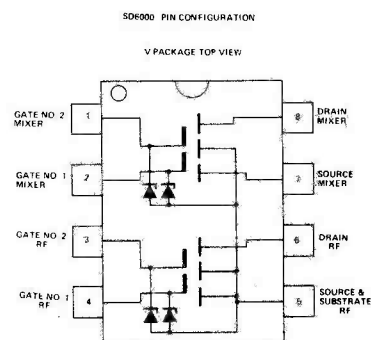 SD6000 PIN CONFIGURATION
V PACKAGE TOP VIEW
GATE NO. 2
MIXER
1
8
DRAIN
MIXER
GATE NO. 1
MIXER
2
7
SOURCE
MIXER
GATE NO. 2
RF
3
6
DRAIN
RF
GATE NO. 1
RF
4
5
SOURCE &
SUBSTRATE
RF